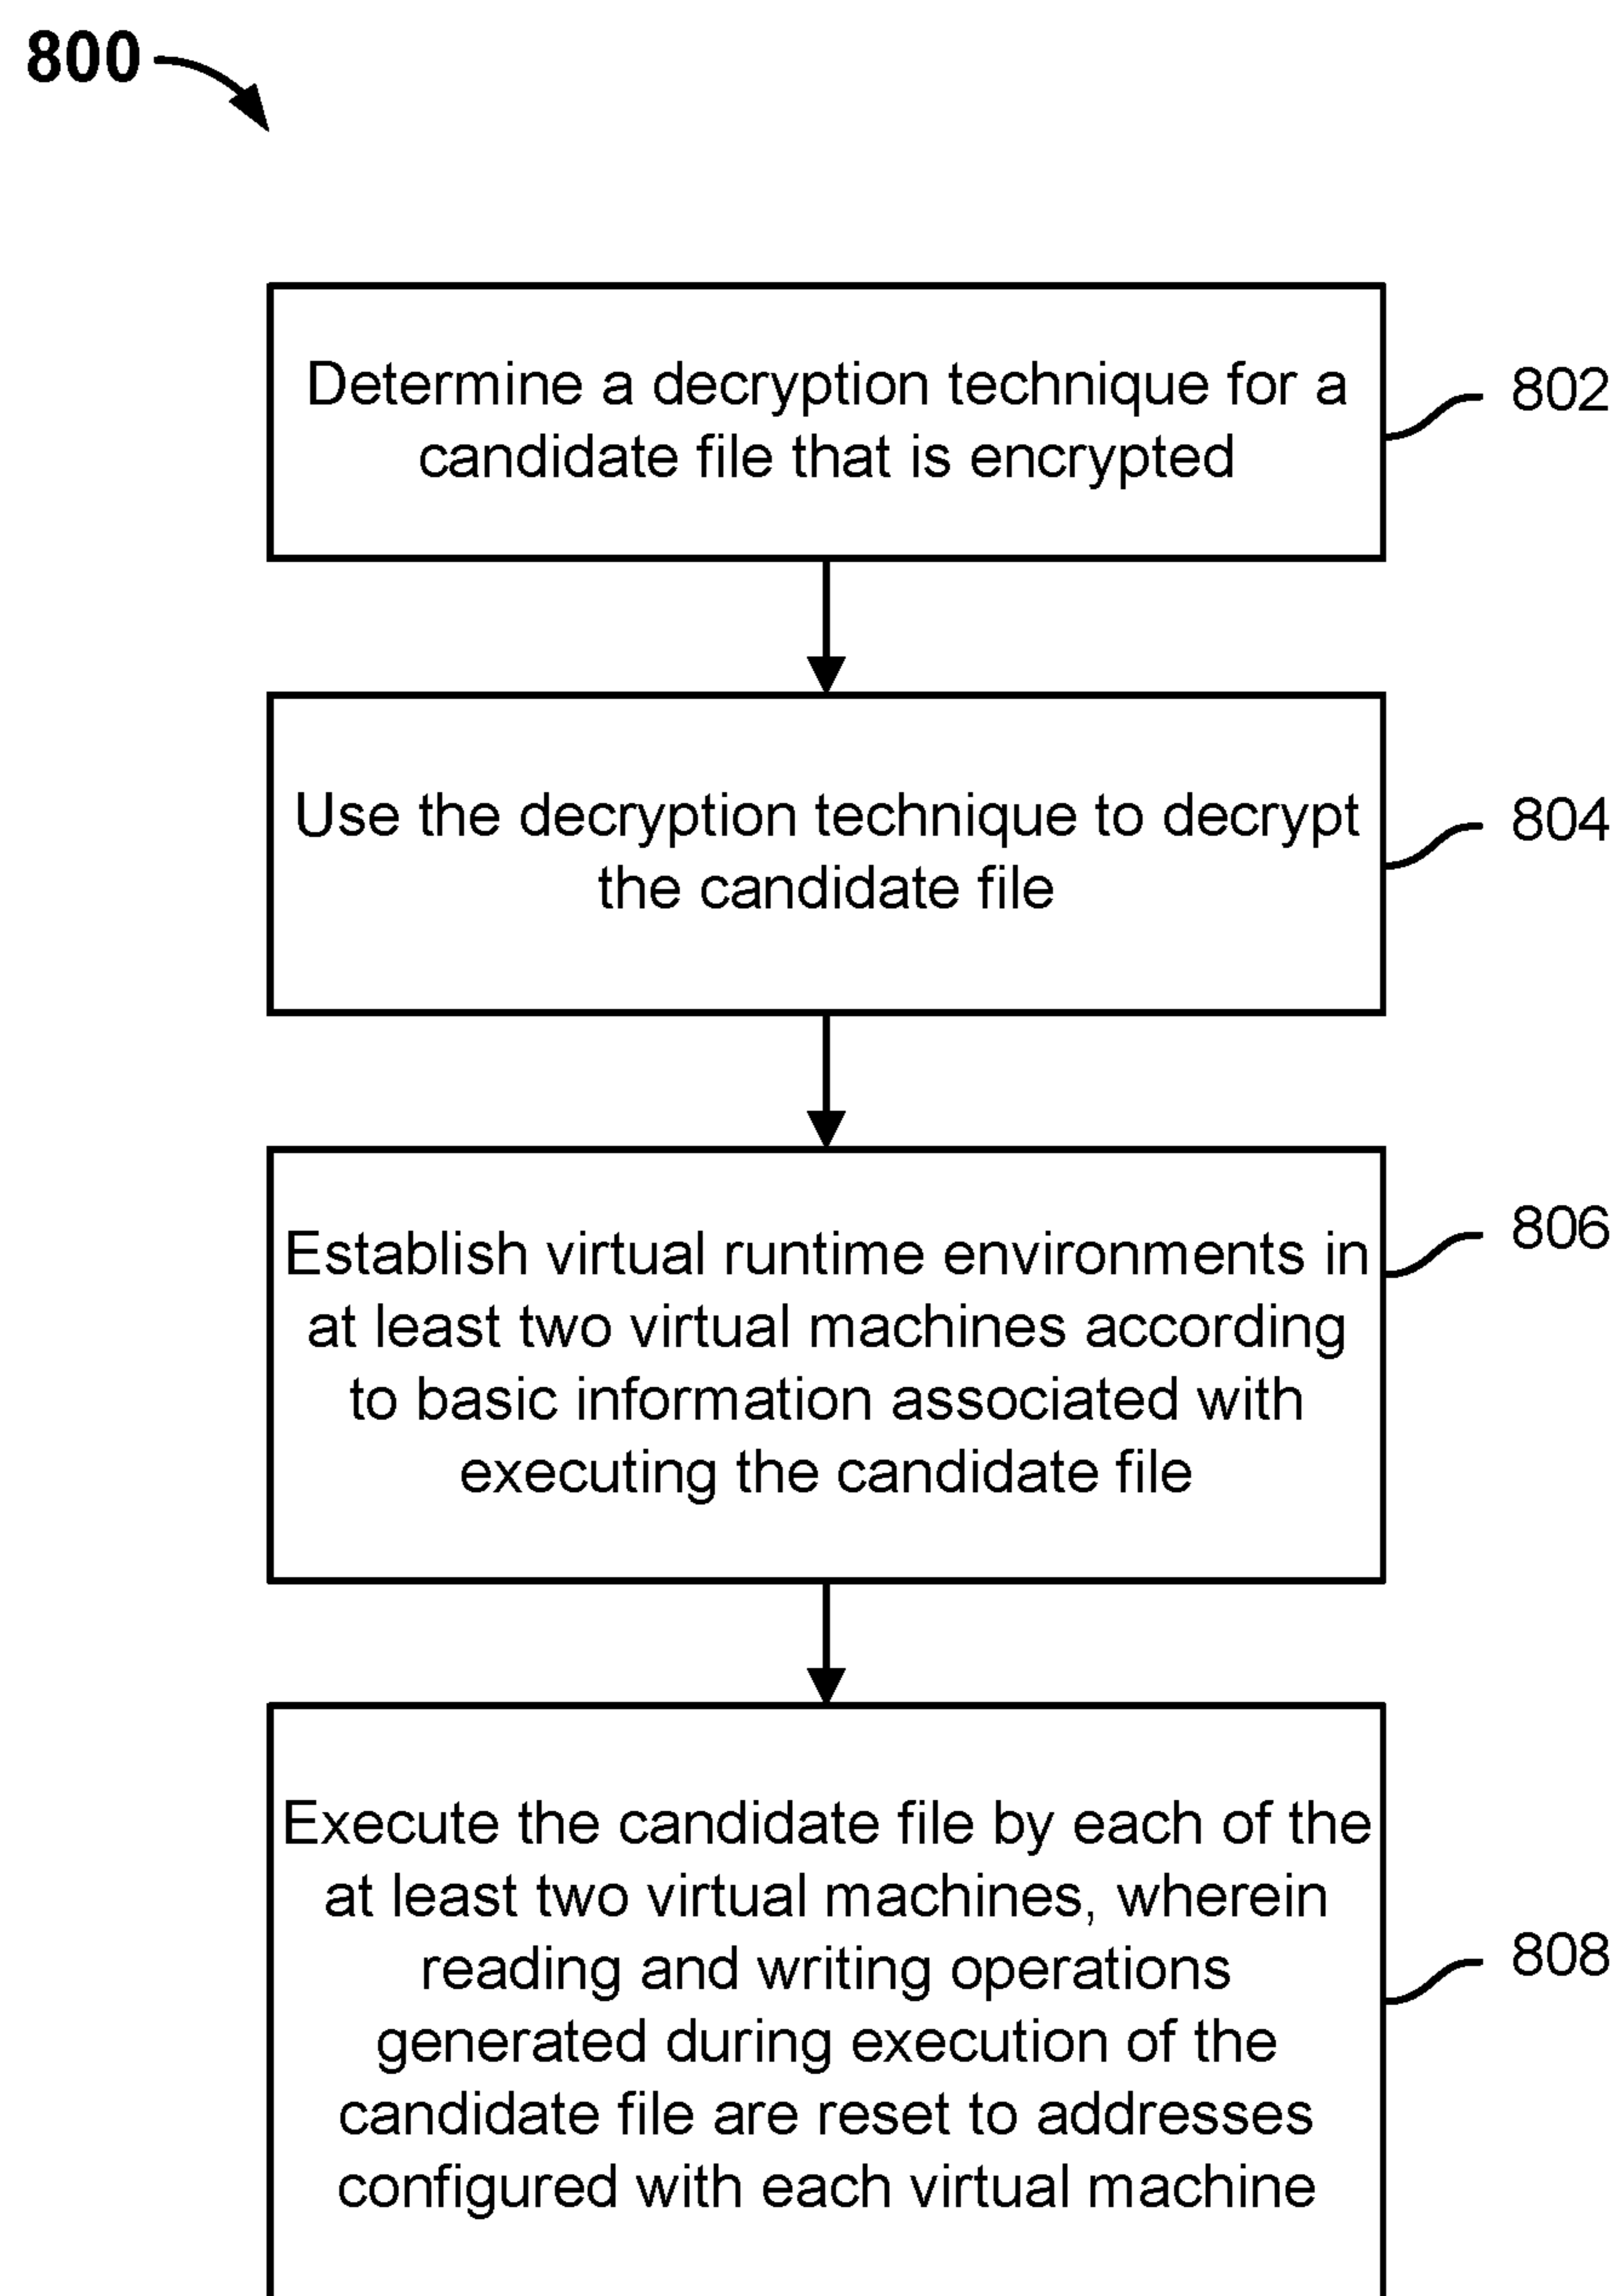 800
Determine a decryption technique for a
candidate file that is encrypted
802
Use the decryption technique to decrypt
the candidate file
804
Establish virtual runtime environments in
at least two virtual machines according
to basic information associated with
executing the candidate file
806
Execute the candidate file by each of the
at least two virtual machines, wherein
reading and writing operations
generated during execution of the
candidate file are reset to addresses
configured with each virtual machine
808